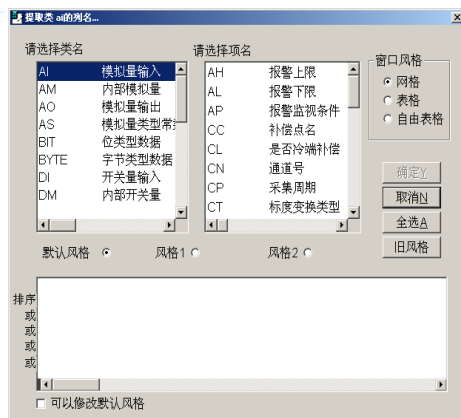 提取类 ai的列名...
请选择类名
请选择项名
窗口风格
AI 模拟量输入
AM 内部模拟量
AO 模拟量输出
AS 模拟量类型常
BIT 位类型数据
BYTE 字节类型数据
DI 开关量输入
DM 内部开关量
AH 报警上限
AL 报警下限
AP 报警监视条件
CC 补偿点名
CL 是否冷端补偿
CN 通道号
CP 采集周期
CT 标度变换类型
网格
表格
自由表格
确定Y
取消N
全选A
旧风格
默认风格
风格1
风格2
排序
或
或
或
或
可以修改默认风格